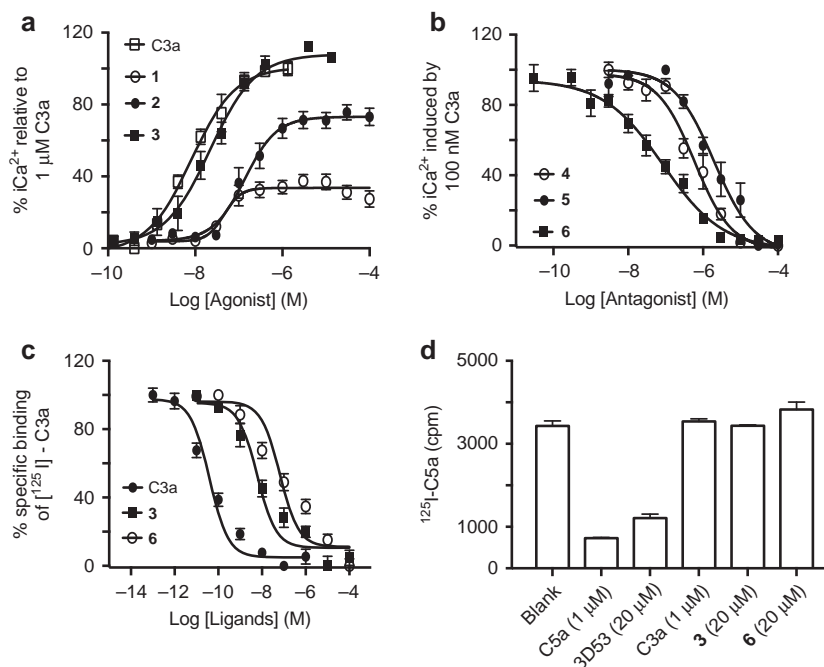 a
% iCa²⁺ relative to
1 μM C3a
120
80
40
0
C3a
1
2
3
−10
−8
−6
−4
Log [Agonist] (M)
b
% iCa²⁺ induced by
100 nM C3a
120
80
40
0
4
5
6
−10
−8
−6
−4
Log [Antagonist] (M)
c
% specific binding
of [¹²⁵ I] - C3a
120
80
40
0
C3a
3
6
−14
−12
−10
−8
−6
−4
Log [Ligands] (M)
d
¹²⁵I-C5a (cpm)
6000
3000
1000
0
Blank
C5a (1 μM)
3D53 (20 μM)
C3a (1 μM)
3 (20 μM)
6 (20 μM)